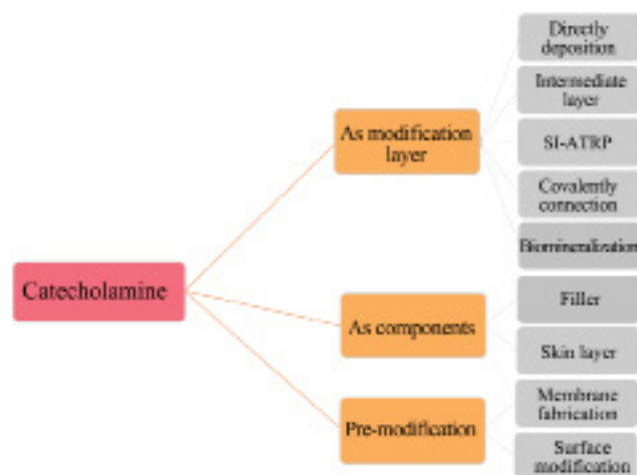 Catecholamine
As modification
layer
Directly
deposition
Intermediate
layer
SI-ATRP
Covalently
connection
Biomineralization
As components
Filler
Skin layer
Pre-modification
Membrane
fabrication
Surface
modification